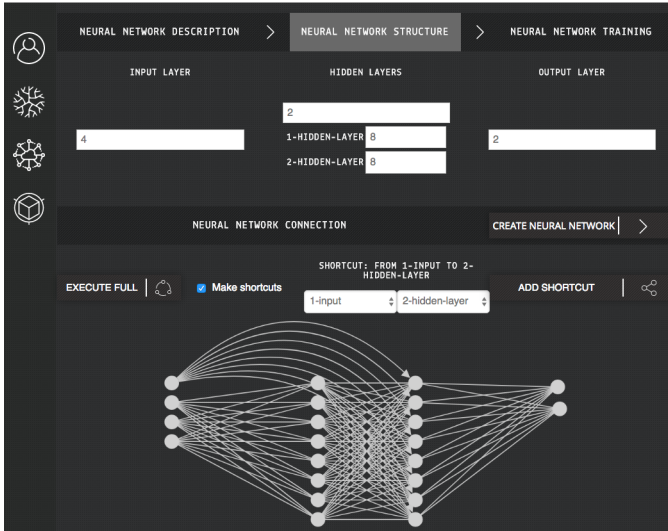 NEURAL NETWORK DESCRIPTION
NEURAL NETWORK STRUCTURE
NEURAL NETWORK TRAINING
INPUT LAYER
HIDDEN LAYERS
OUTPUT LAYER
2
4
1-HIDDEN-LAYER 8
2
2-HIDDEN-LAYER 8
NEURAL NETWORK CONNECTION
CREATE NEURAL NETWORK
SHORTCUT: FROM 1-INPUT TO 2-
HIDDEN-LAYER
EXECUTE FULL
Make shortcuts
1-input
2-hidden-layer
ADD SHORTCUT